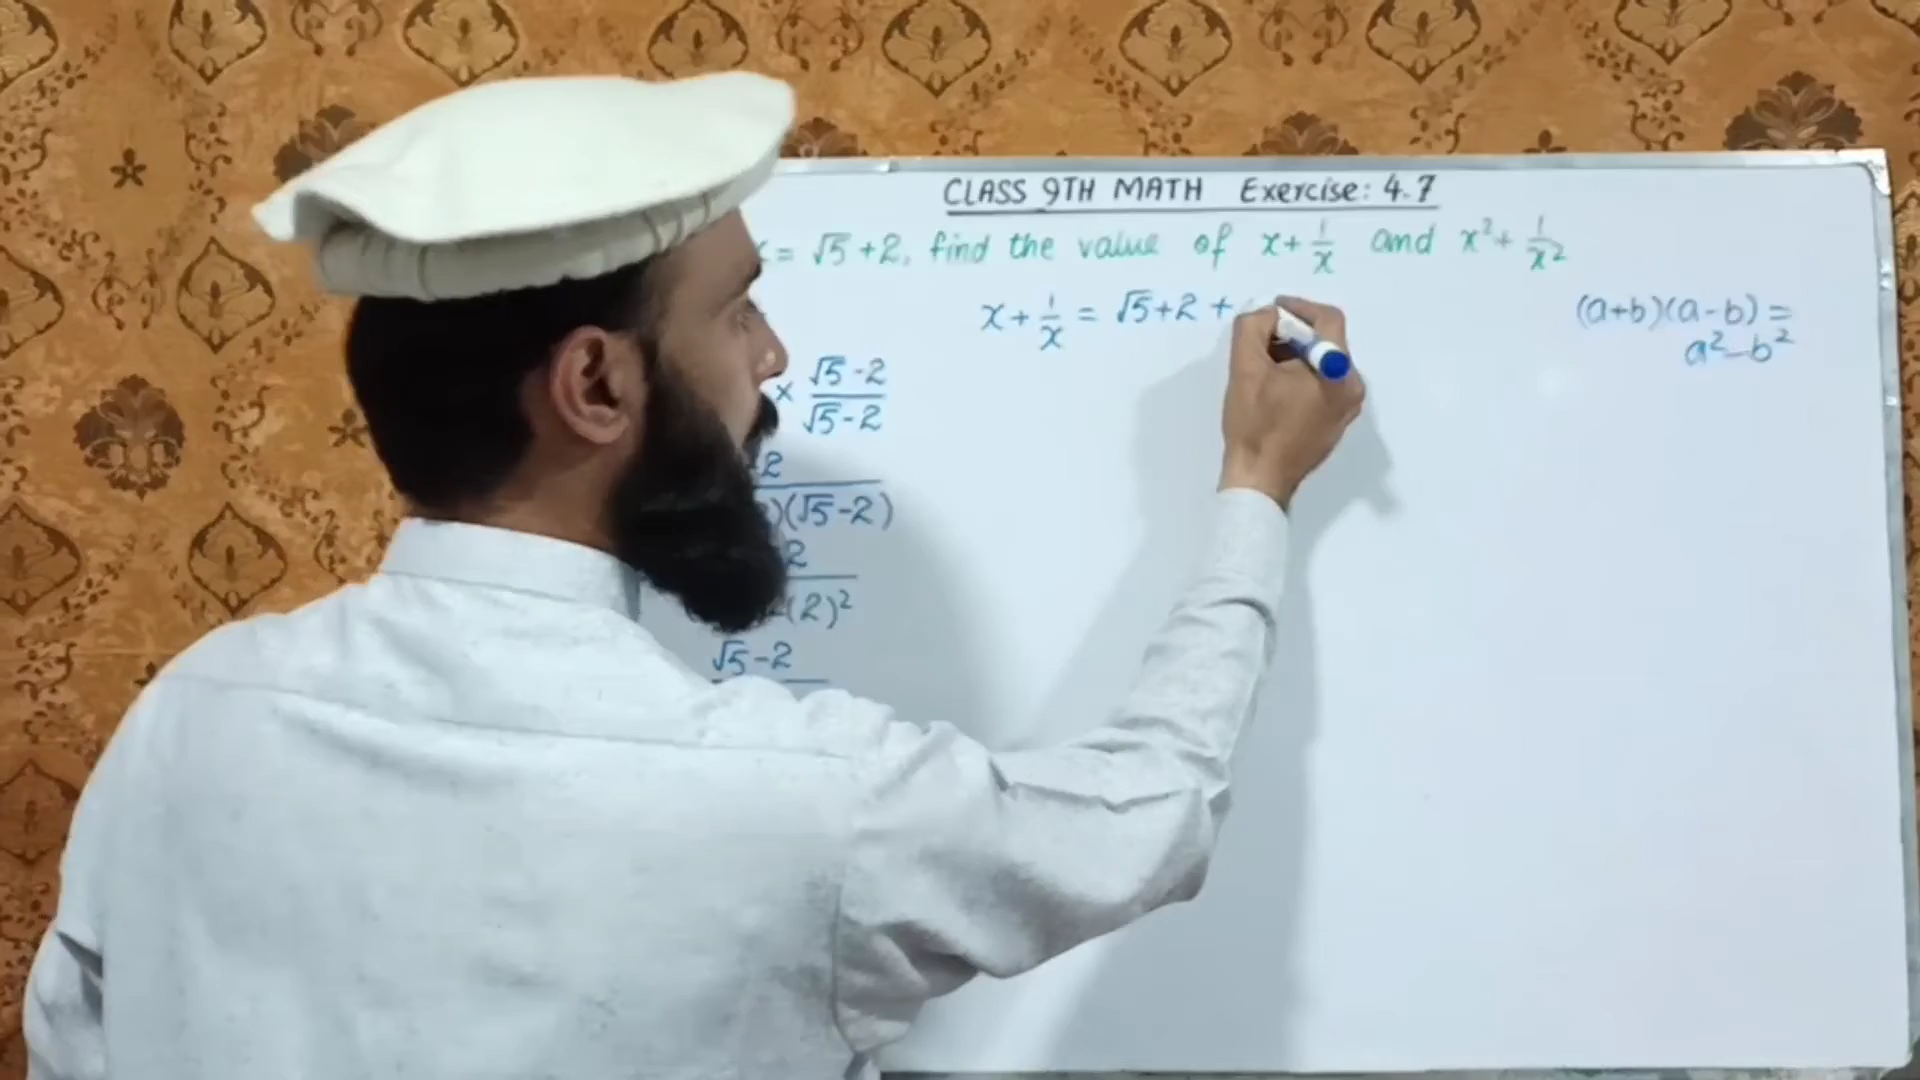 CLASS 9TH MATH Exercise: 4.7
x = √5 + 2, find the value of x + 1/x and x² + 1/x²
x + 1/x = √5 + 2 +
(a+b)(a-b) =
a² - b²
× √5 - 2 / √5 - 2
2
)(√5 - 2)
2
(2)²
√5 - 2